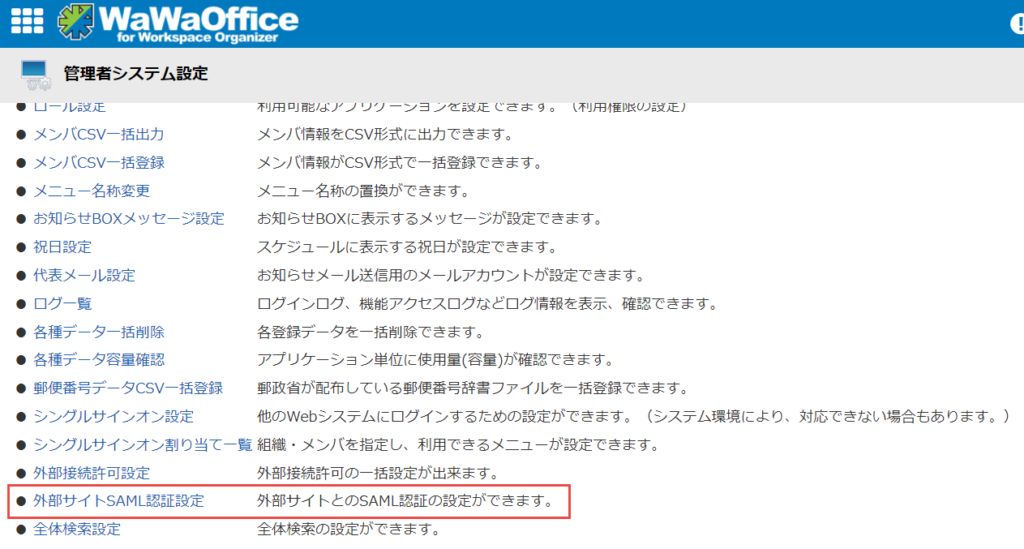 WaWaOffice
for Workspace Organizer
管理者システム設定
● ロール設定 利用可能なアプリケーションを設定できます。（利用権限の設定）
● メンバCSV一括出力 メンバ情報をCSV形式に出力できます。
● メンバCSV一括登録 メンバ情報がCSV形式で一括登録できます。
● メニュー名称変更 メニュー名称の置換ができます。
● お知らせBOXメッセージ設定 お知らせBOXに表示するメッセージが設定できます。
● 祝日設定 スケジュールに表示する祝日が設定できます。
● 代表メール設定 お知らせメール送信用のメールアカウントが設定できます。
● ログ一覧 ログインログ、機能アクセスログなどログ情報を表示、確認できます。
● 各種データ一括削除 各登録データを一括削除できます。
● 各種データ容量確認 アプリケーション単位に使用量(容量)が確認できます。
● 郵便番号データCSV一括登録 郵政省が配布している郵便番号辞書ファイルを一括登録できます。
● シングルサインオン設定 他のWebシステムにログインするための設定ができます。（システム環境により、対応できない場合もあります。）
● シングルサインオン割り当て一覧 組織・メンバを指定し、利用できるメニューが設定できます。
● 外部接続許可設定 外部接続許可の一括設定が出来ます。
● 外部サイトSAML認証設定 外部サイトとのSAML認証の設定ができます。
● 全体検索設定 全体検索の設定ができます。